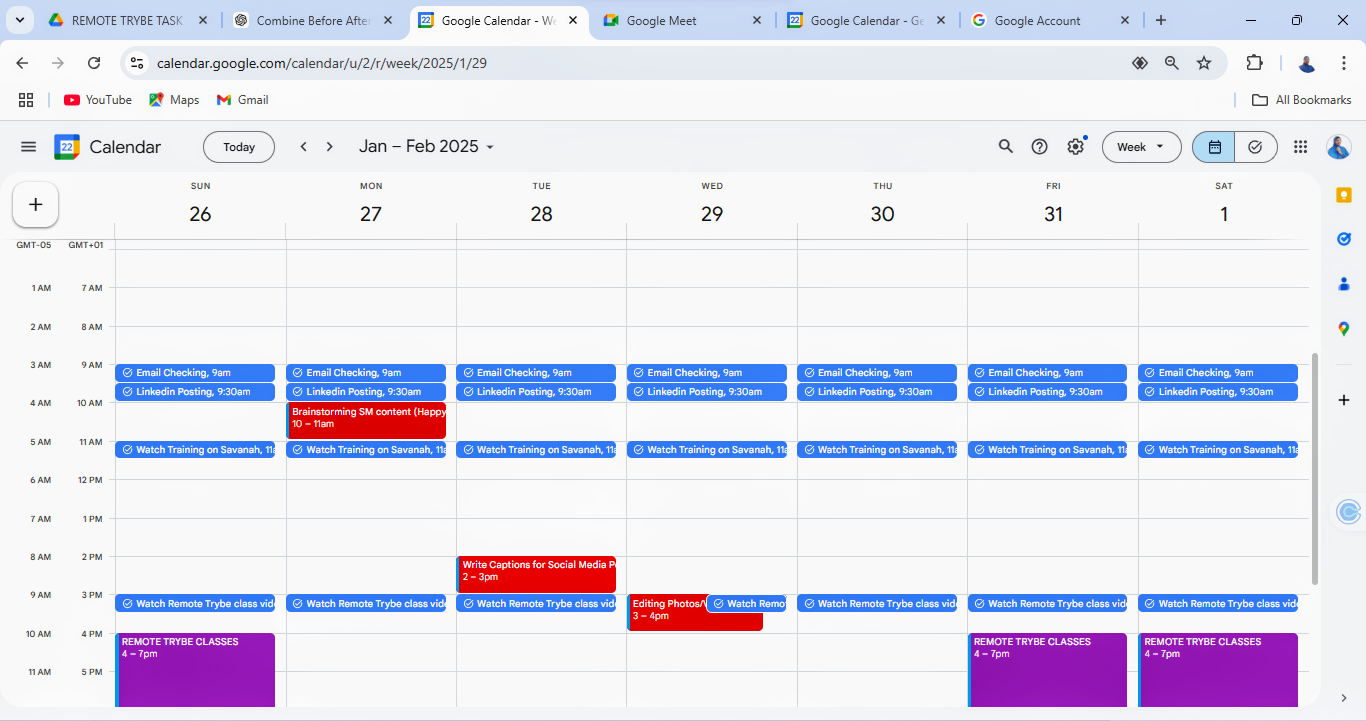 REMOTE TRYBE TASK
Combine Before After
Google Calendar - We
Google Meet
Google Calendar - Ge
Google Account
calendar.google.com/calendar/u/2/r/week/2025/1/29
YouTube
Maps
Gmail
All Bookmarks
22
Calendar
Today
Jan – Feb 2025
Week
SUN
MON
TUE
WED
THU
FRI
SAT
26
27
28
29
30
31
1
GMT-05 GMT+01
1 AM 7 AM
2 AM 8 AM
3 AM 9 AM
Email Checking, 9am
Email Checking, 9am
Email Checking, 9am
Email Checking, 9am
Email Checking, 9am
Email Checking, 9am
Email Checking, 9am
Linkedin Posting, 9:30am
Linkedin Posting, 9:30am
Linkedin Posting, 9:30am
Linkedin Posting, 9:30am
Linkedin Posting, 9:30am
Linkedin Posting, 9:30am
Linkedin Posting, 9:30am
4 AM 10 AM
Brainstorming SM content (Happy
10 – 11am
5 AM 11 AM
Watch Training on Savanah, 11a
Watch Training on Savanah, 11a
Watch Training on Savanah, 11a
Watch Training on Savanah, 11a
Watch Training on Savanah, 11a
Watch Training on Savanah, 11a
Watch Training on Savanah, 11a
6 AM 12 PM
7 AM 1 PM
8 AM 2 PM
Write Captions for Social Media P
2 – 3pm
9 AM 3 PM
Watch Remote Trybe class vide
Watch Remote Trybe class vide
Watch Remote Trybe class vide
Editing Photos/V
3 – 4pm
Watch Remo
Watch Remote Trybe class vide
Watch Remote Trybe class vide
Watch Remote Trybe class vide
10 AM 4 PM
REMOTE TRYBE CLASSES
4 – 7pm
REMOTE TRYBE CLASSES
4 – 7pm
REMOTE TRYBE CLASSES
4 – 7pm
11 AM 5 PM